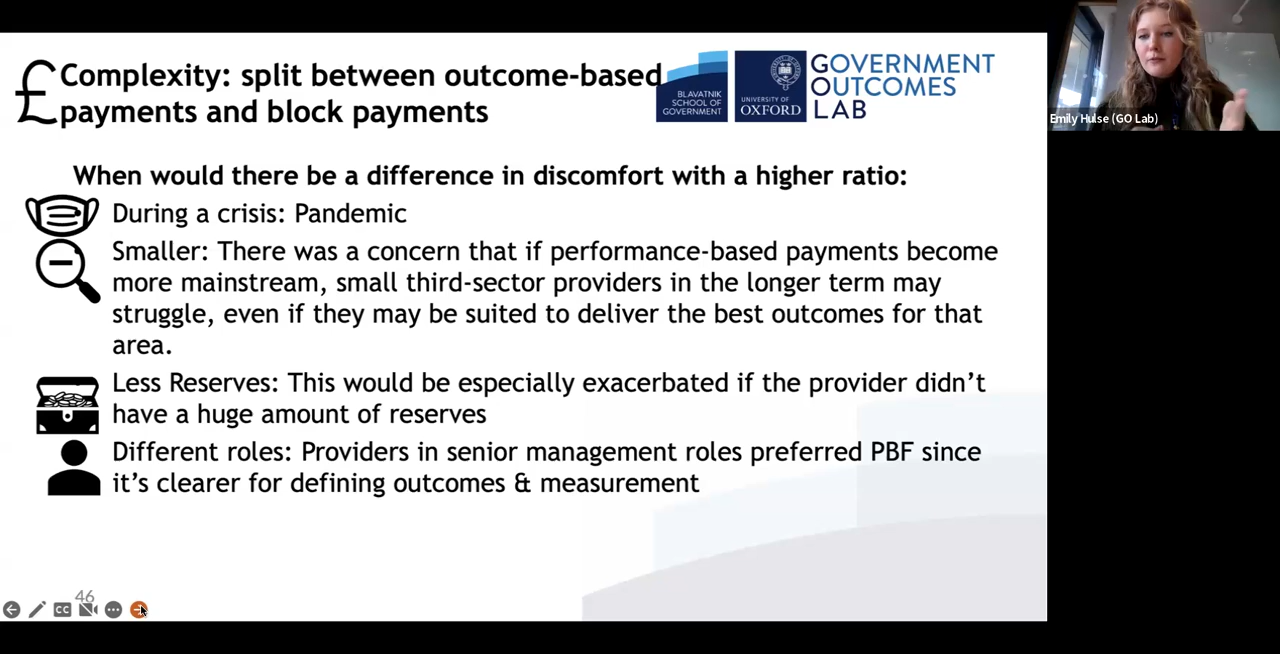 £
Complexity: split between outcome-based
payments and block payments
BLAVATNIK
SCHOOL OF
GOVERNMENT
UNIVERSITY OF
OXFORD
GOVERNMENT
OUTCOMES
LAB
Emily Hulse (GO Lab)
When would there be a difference in discomfort with a higher ratio:
During a crisis: Pandemic
Smaller: There was a concern that if performance-based payments become
more mainstream, small third-sector providers in the longer term may
struggle, even if they may be suited to deliver the best outcomes for that
area.
Less Reserves: This would be especially exacerbated if the provider didn’t
have a huge amount of reserves
Different roles: Providers in senior management roles preferred PBF since
it’s clearer for defining outcomes & measurement
46
CC